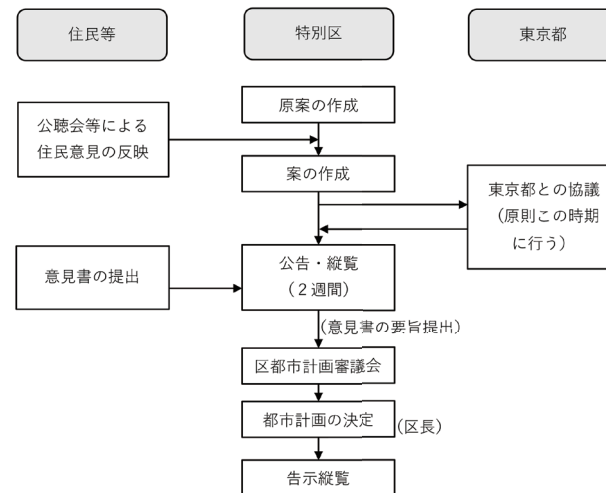 住民等
特別区
東京都
原案の作成
公聴会等による
住民意見の反映
案の作成
東京都との協議
（原則この時期
に行う）
公告・縦覧
（２週間）
意見書の提出
(意見書の要旨提出)
区都市計画審議会
都市計画の決定
(区長)
告示縦覧